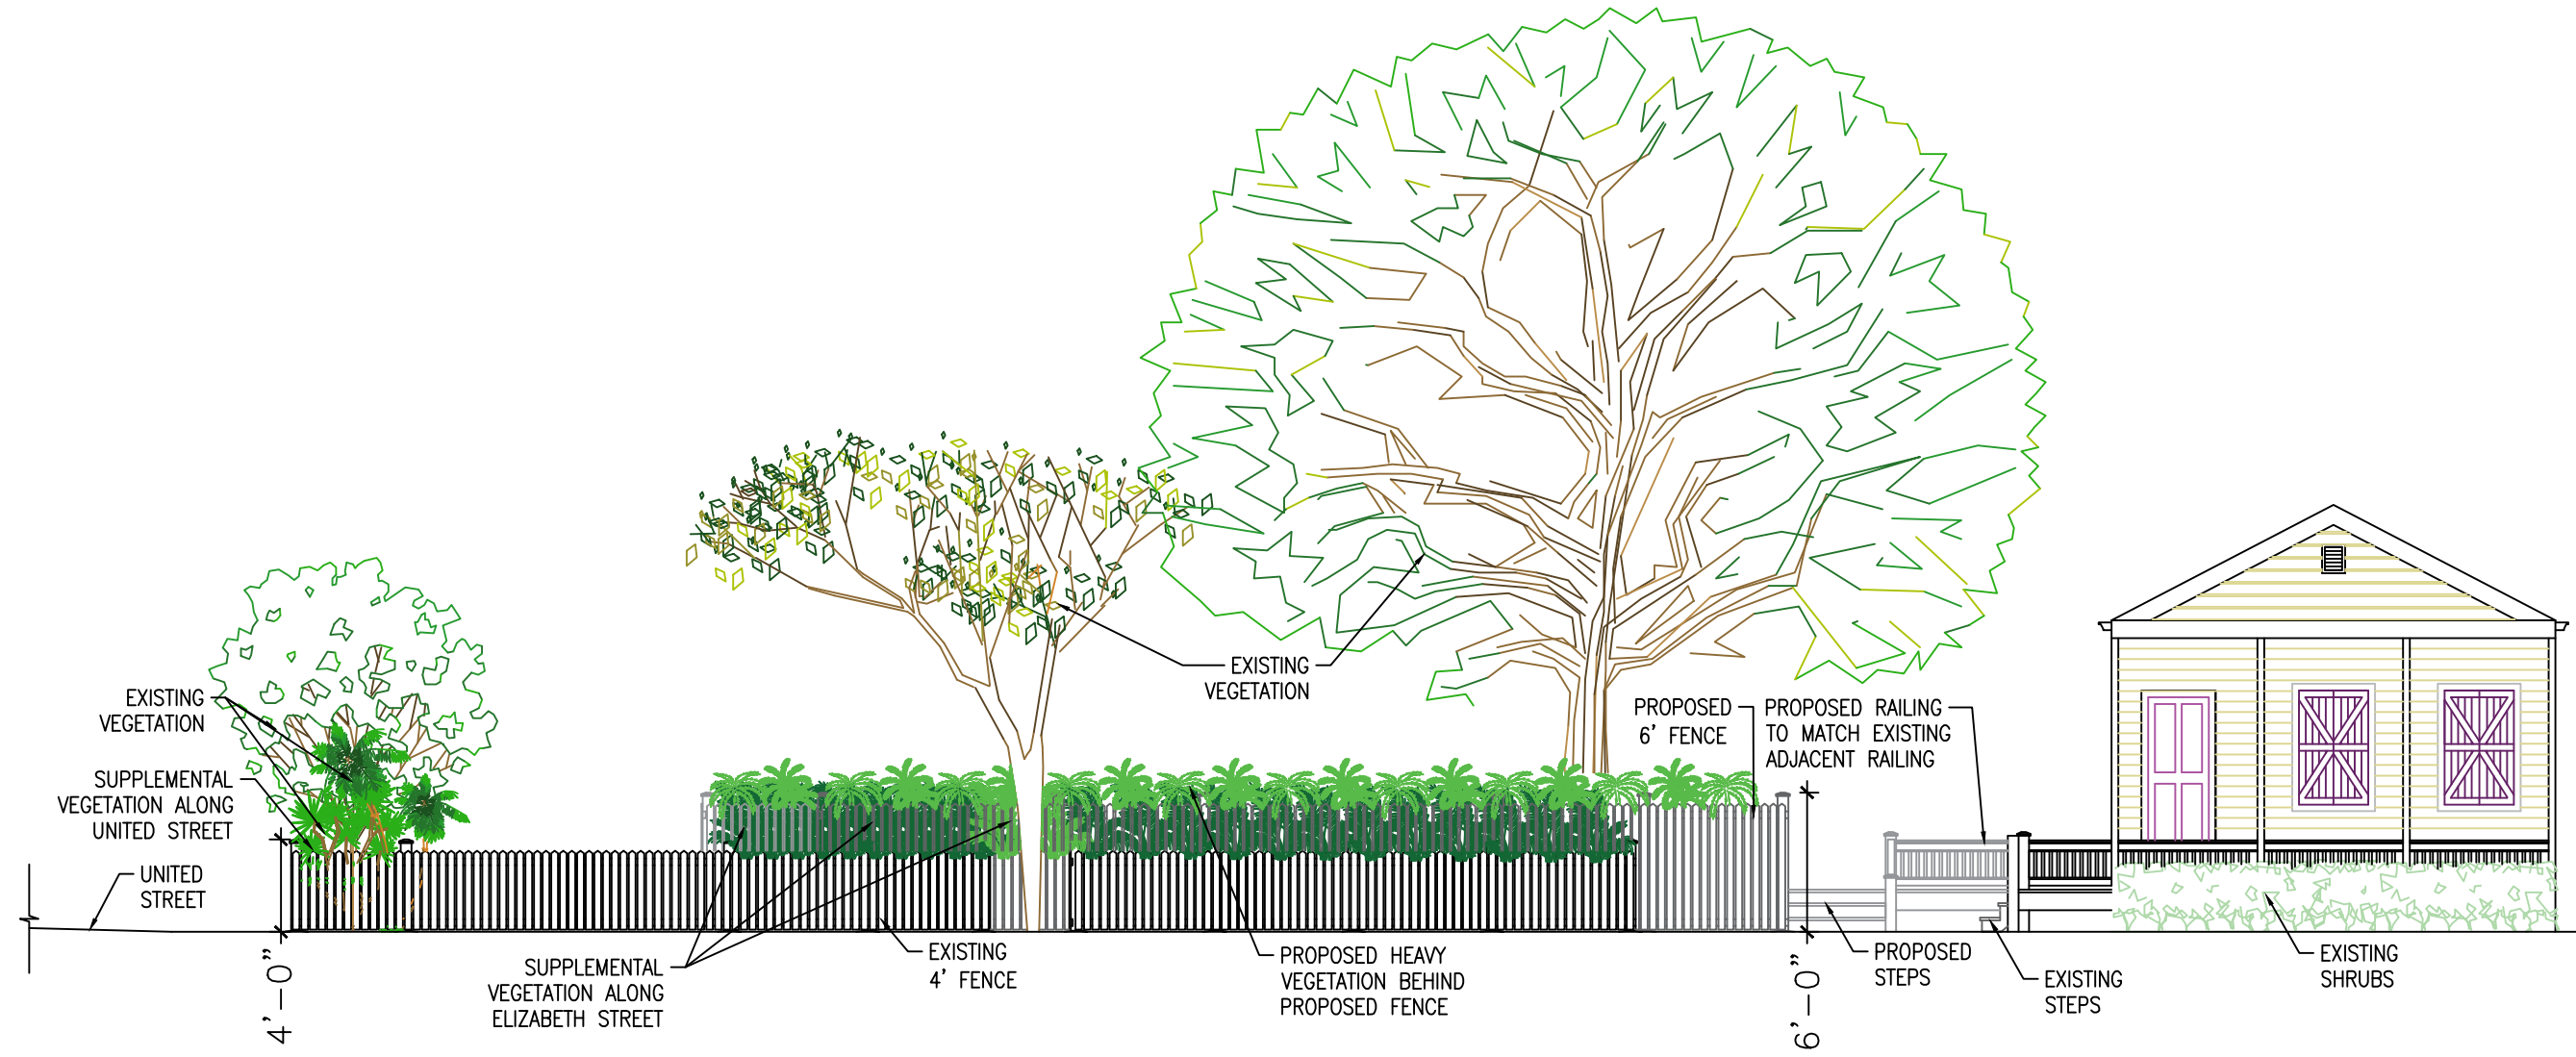 EXISTING
VEGETATION
SUPPLEMENTAL
VEGETATION ALONG
UNITED STREET
UNITED
STREET
4'-0"
SUPPLEMENTAL
VEGETATION ALONG
ELIZABETH STREET
EXISTING
4' FENCE
EXISTING
VEGETATION
PROPOSED HEAVY
VEGETATION BEHIND
PROPOSED FENCE
PROPOSED
6' FENCE
PROPOSED RAILING
TO MATCH EXISTING
ADJACENT RAILING
6'-0"
PROPOSED
STEPS
EXISTING
STEPS
EXISTING
SHRUBS